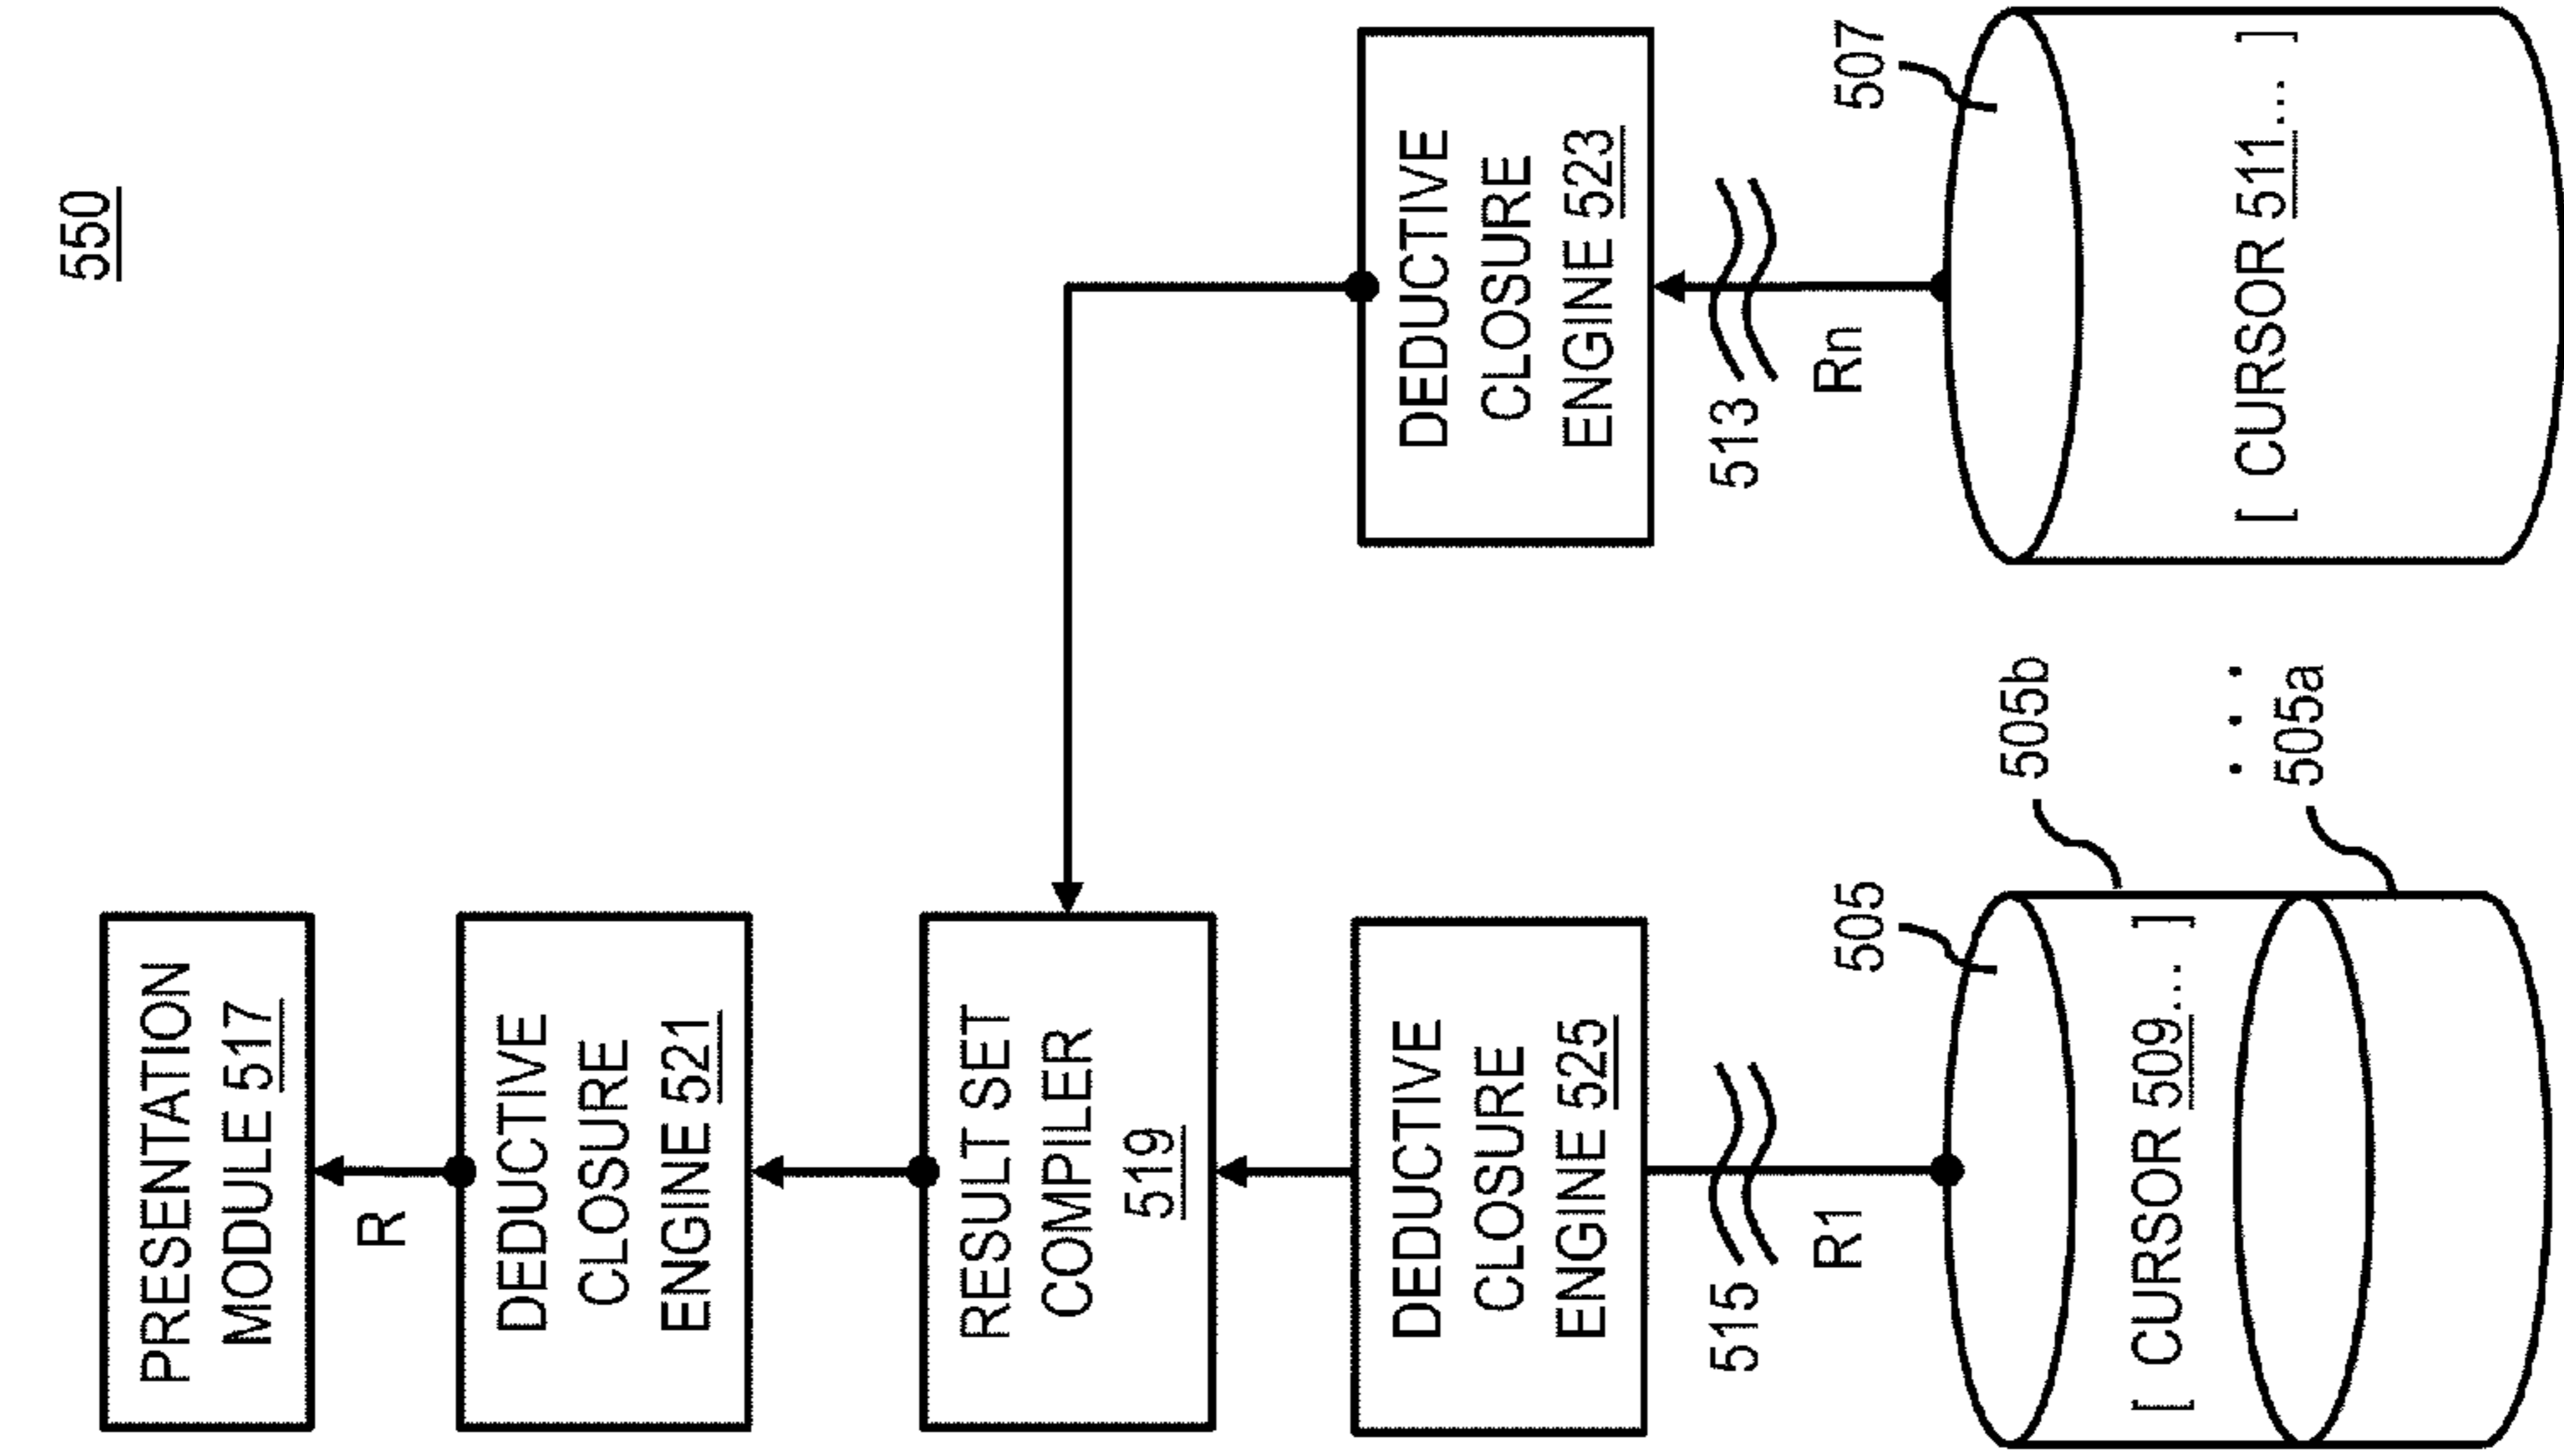 550
PRESENTATION
MODULE 517
R
DEDUCTIVE
CLOSURE
ENGINE 521
RESULT SET
COMPILER
519
DEDUCTIVE
CLOSURE
ENGINE 525
DEDUCTIVE
CLOSURE
ENGINE 523
515
R1
513
Rn
505
507
505b
[ CURSOR 509... ]
. . .
505a
[ CURSOR 511... ]